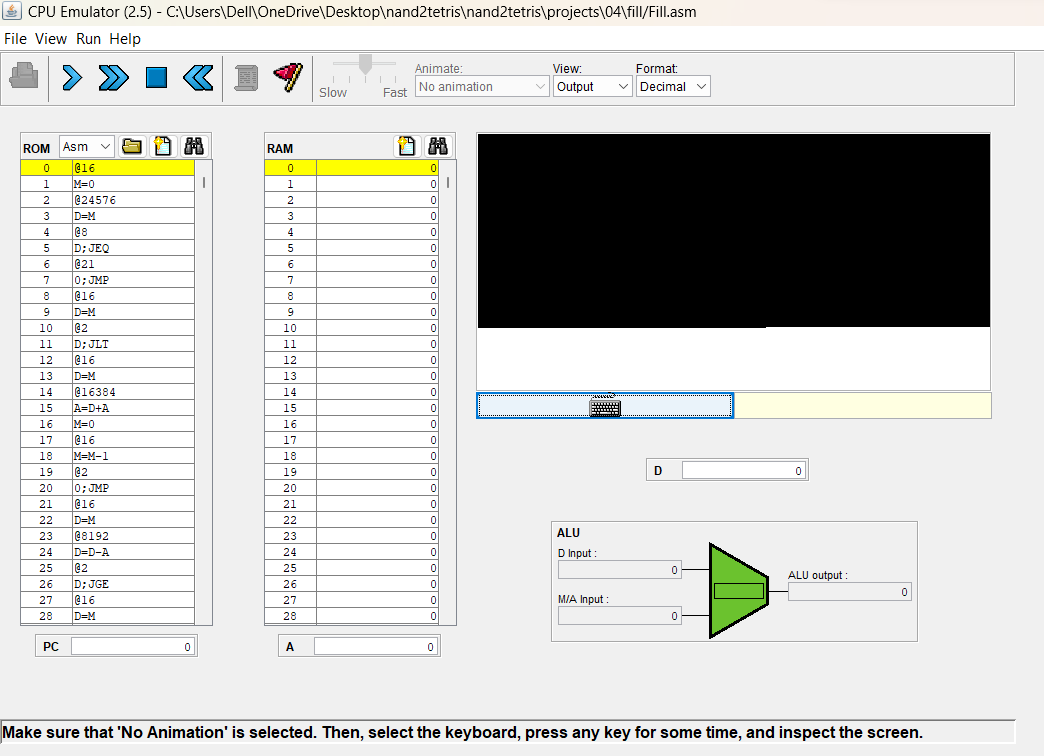 CPU Emulator (2.5) - C:\Users\Dell\OneDrive\Desktop\nand2tetris\nand2tetris\projects\04\fill/Fill.asm
File View Run Help
Slow Fast
Animate: View: Format:
No animation Output Decimal
ROM Asm
0 @16
1 M=0
2 @24576
3 D=M
4 @8
5 D;JEQ
6 @21
7 0;JMP
8 @16
9 D=M
10 @2
11 D;JLT
12 @16
13 D=M
14 @16384
15 A=D+A
16 M=0
17 @16
18 M=M-1
19 @2
20 0;JMP
21 @16
22 D=M
23 @8192
24 D=D-A
25 @2
26 D;JGE
27 @16
28 D=M
PC 0
RAM
0 0
1 0
2 0
3 0
4 0
5 0
6 0
7 0
8 0
9 0
10 0
11 0
12 0
13 0
14 0
15 0
16 0
17 0
18 0
19 0
20 0
21 0
22 0
23 0
24 0
25 0
26 0
27 0
28 0
A 0
D 0
ALU
D Input :
0
M/A Input :
0
ALU output :
0
Make sure that 'No Animation' is selected. Then, select the keyboard, press any key for some time, and inspect the screen.